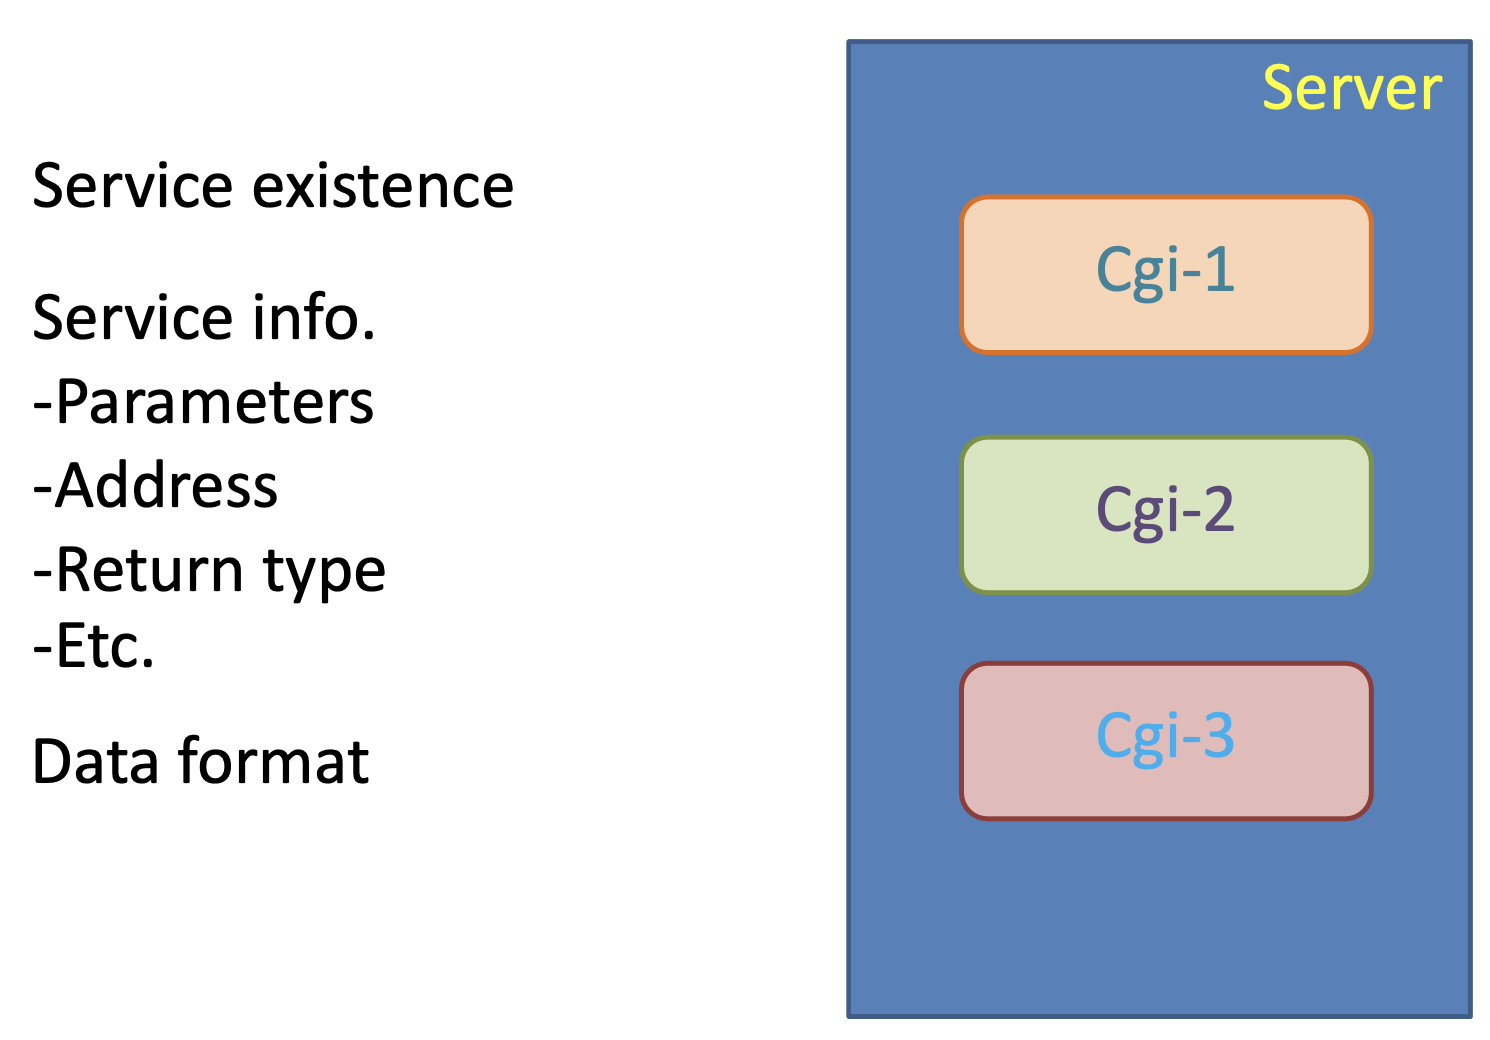 Server
Service existence
Cgi-1
Service info.
-Parameters
-Address
Cgi-2
-Return type
-Etc.
Cgi-3
Data format